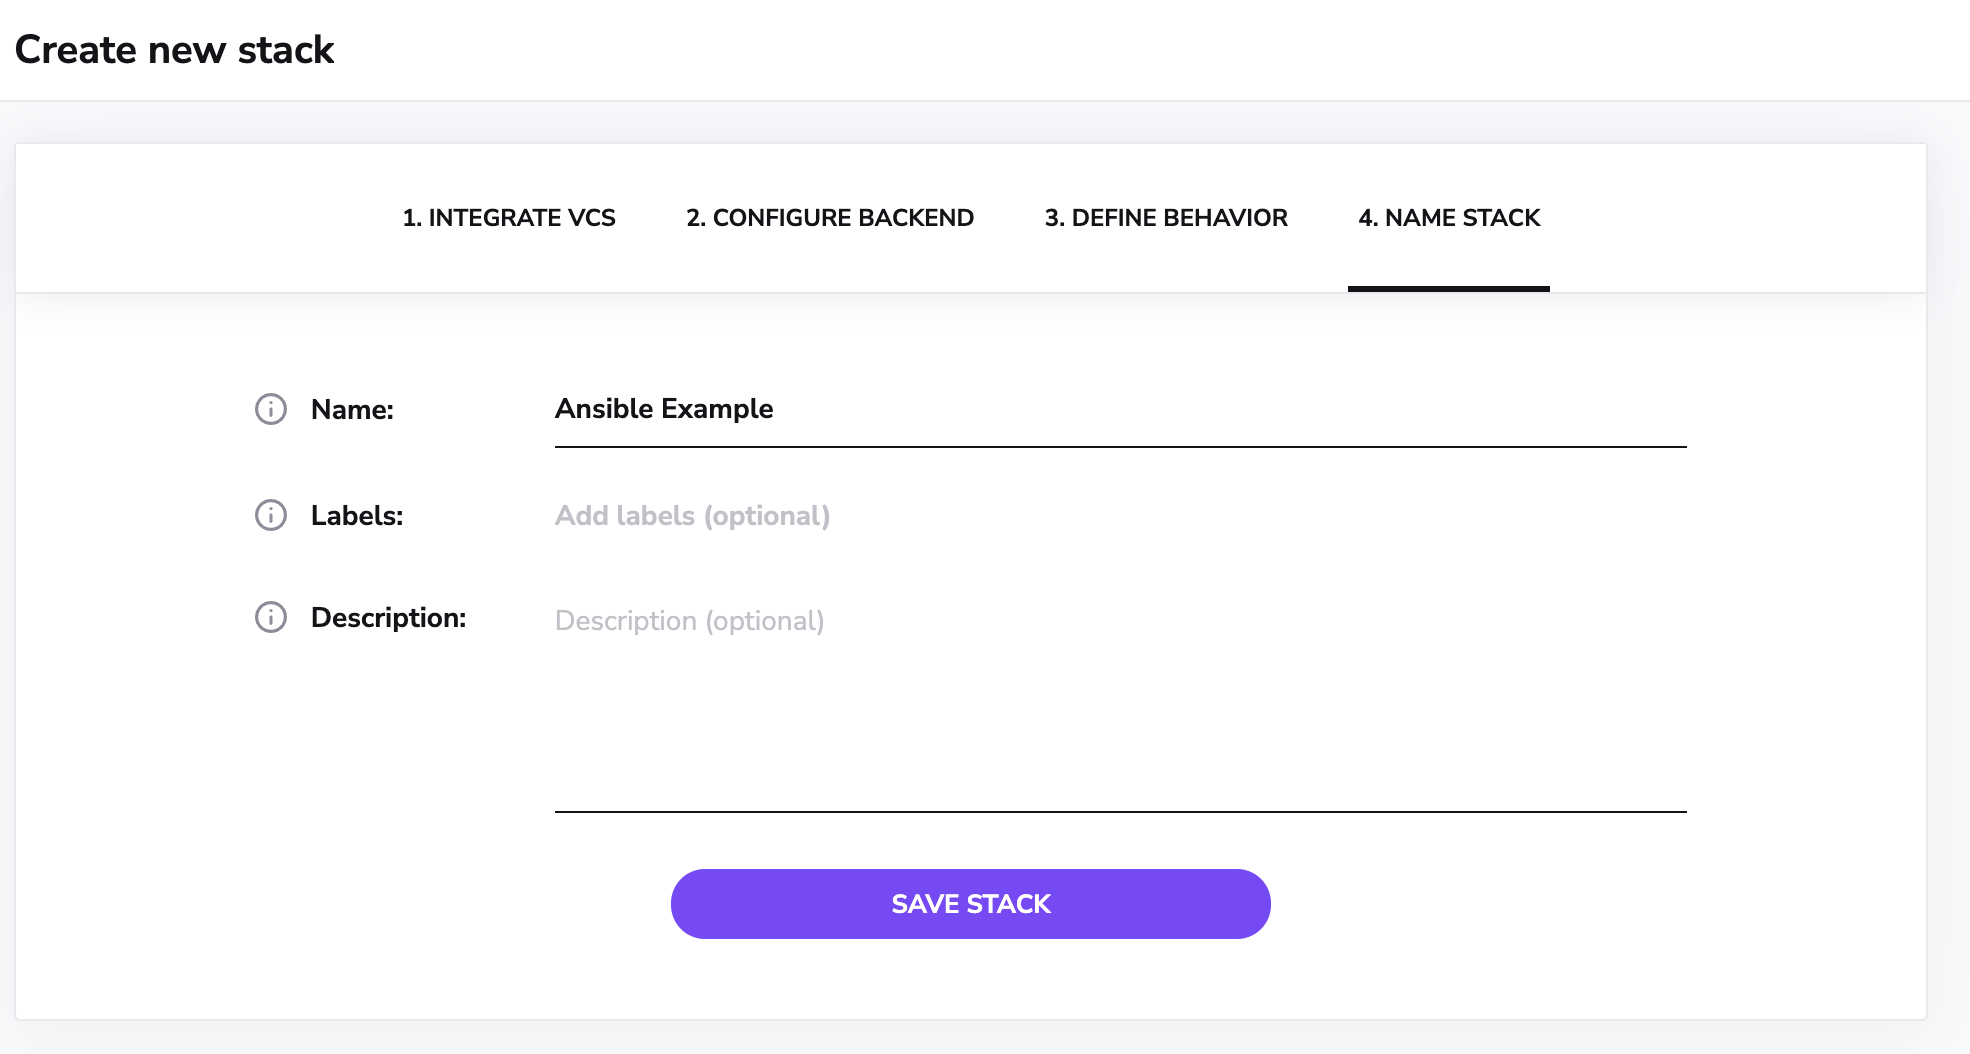 Create new stack
1. INTEGRATE VCS 2. CONFIGURE BACKEND 3. DEFINE BEHAVIOR 4. NAME STACK
Name: Ansible Example
Labels: Add labels (optional)
Description: Description (optional)
SAVE STACK